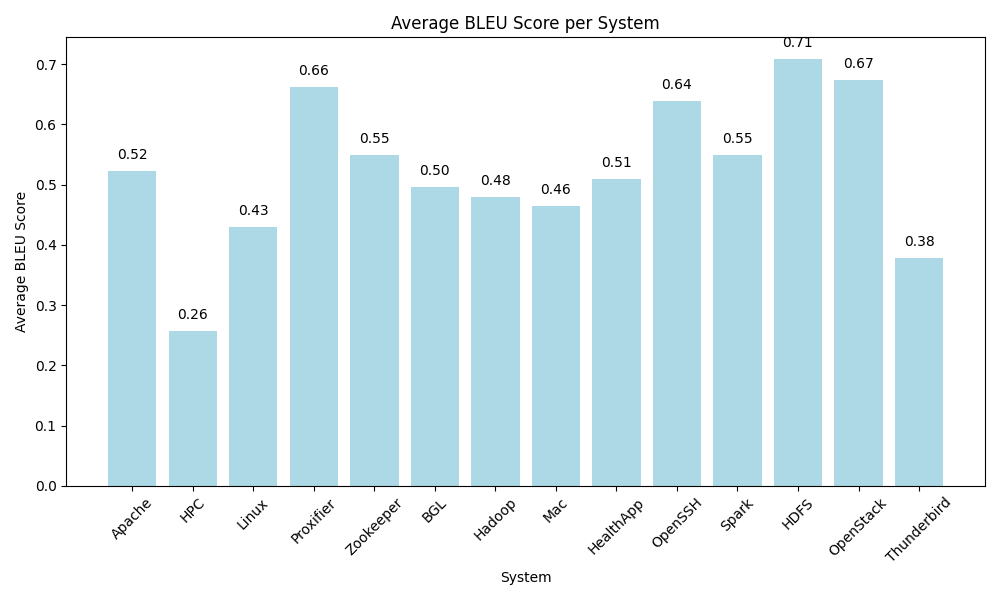 Average BLEU Score per System
Average BLEU Score
0.7
0.6
0.5
0.4
0.3
0.2
0.1
0.0
0.52
0.26
0.43
0.66
0.55
0.50
0.48
0.46
0.51
0.64
0.55
0.71
0.67
0.38
Apache
HPC
Linux
Proxifier
Zookeeper
BGL
Hadoop
Mac
HealthApp
OpenSSH
Spark
HDFS
OpenStack
Thunderbird
System